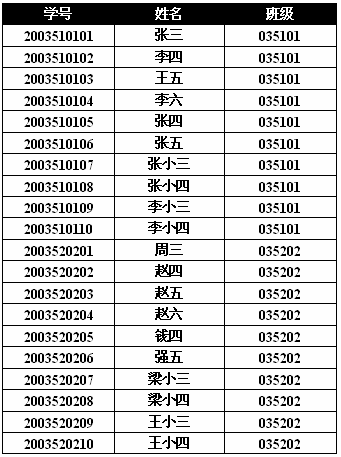 学号 姓名 班级
2003510101 张三 035101
2003510102 李四 035101
2003510103 王五 035101
2003510104 李六 035101
2003510105 张四 035101
2003510106 张五 035101
2003510107 张小三 035101
2003510108 张小四 035101
2003510109 李小三 035101
2003510110 李小四 035101
2003520201 周三 035202
2003520202 赵四 035202
2003520203 赵五 035202
2003520204 赵六 035202
2003520205 钱四 035202
2003520206 强五 035202
2003520207 梁小三 035202
2003520208 梁小四 035202
2003520209 王小三 035202
2003520210 王小四 035202